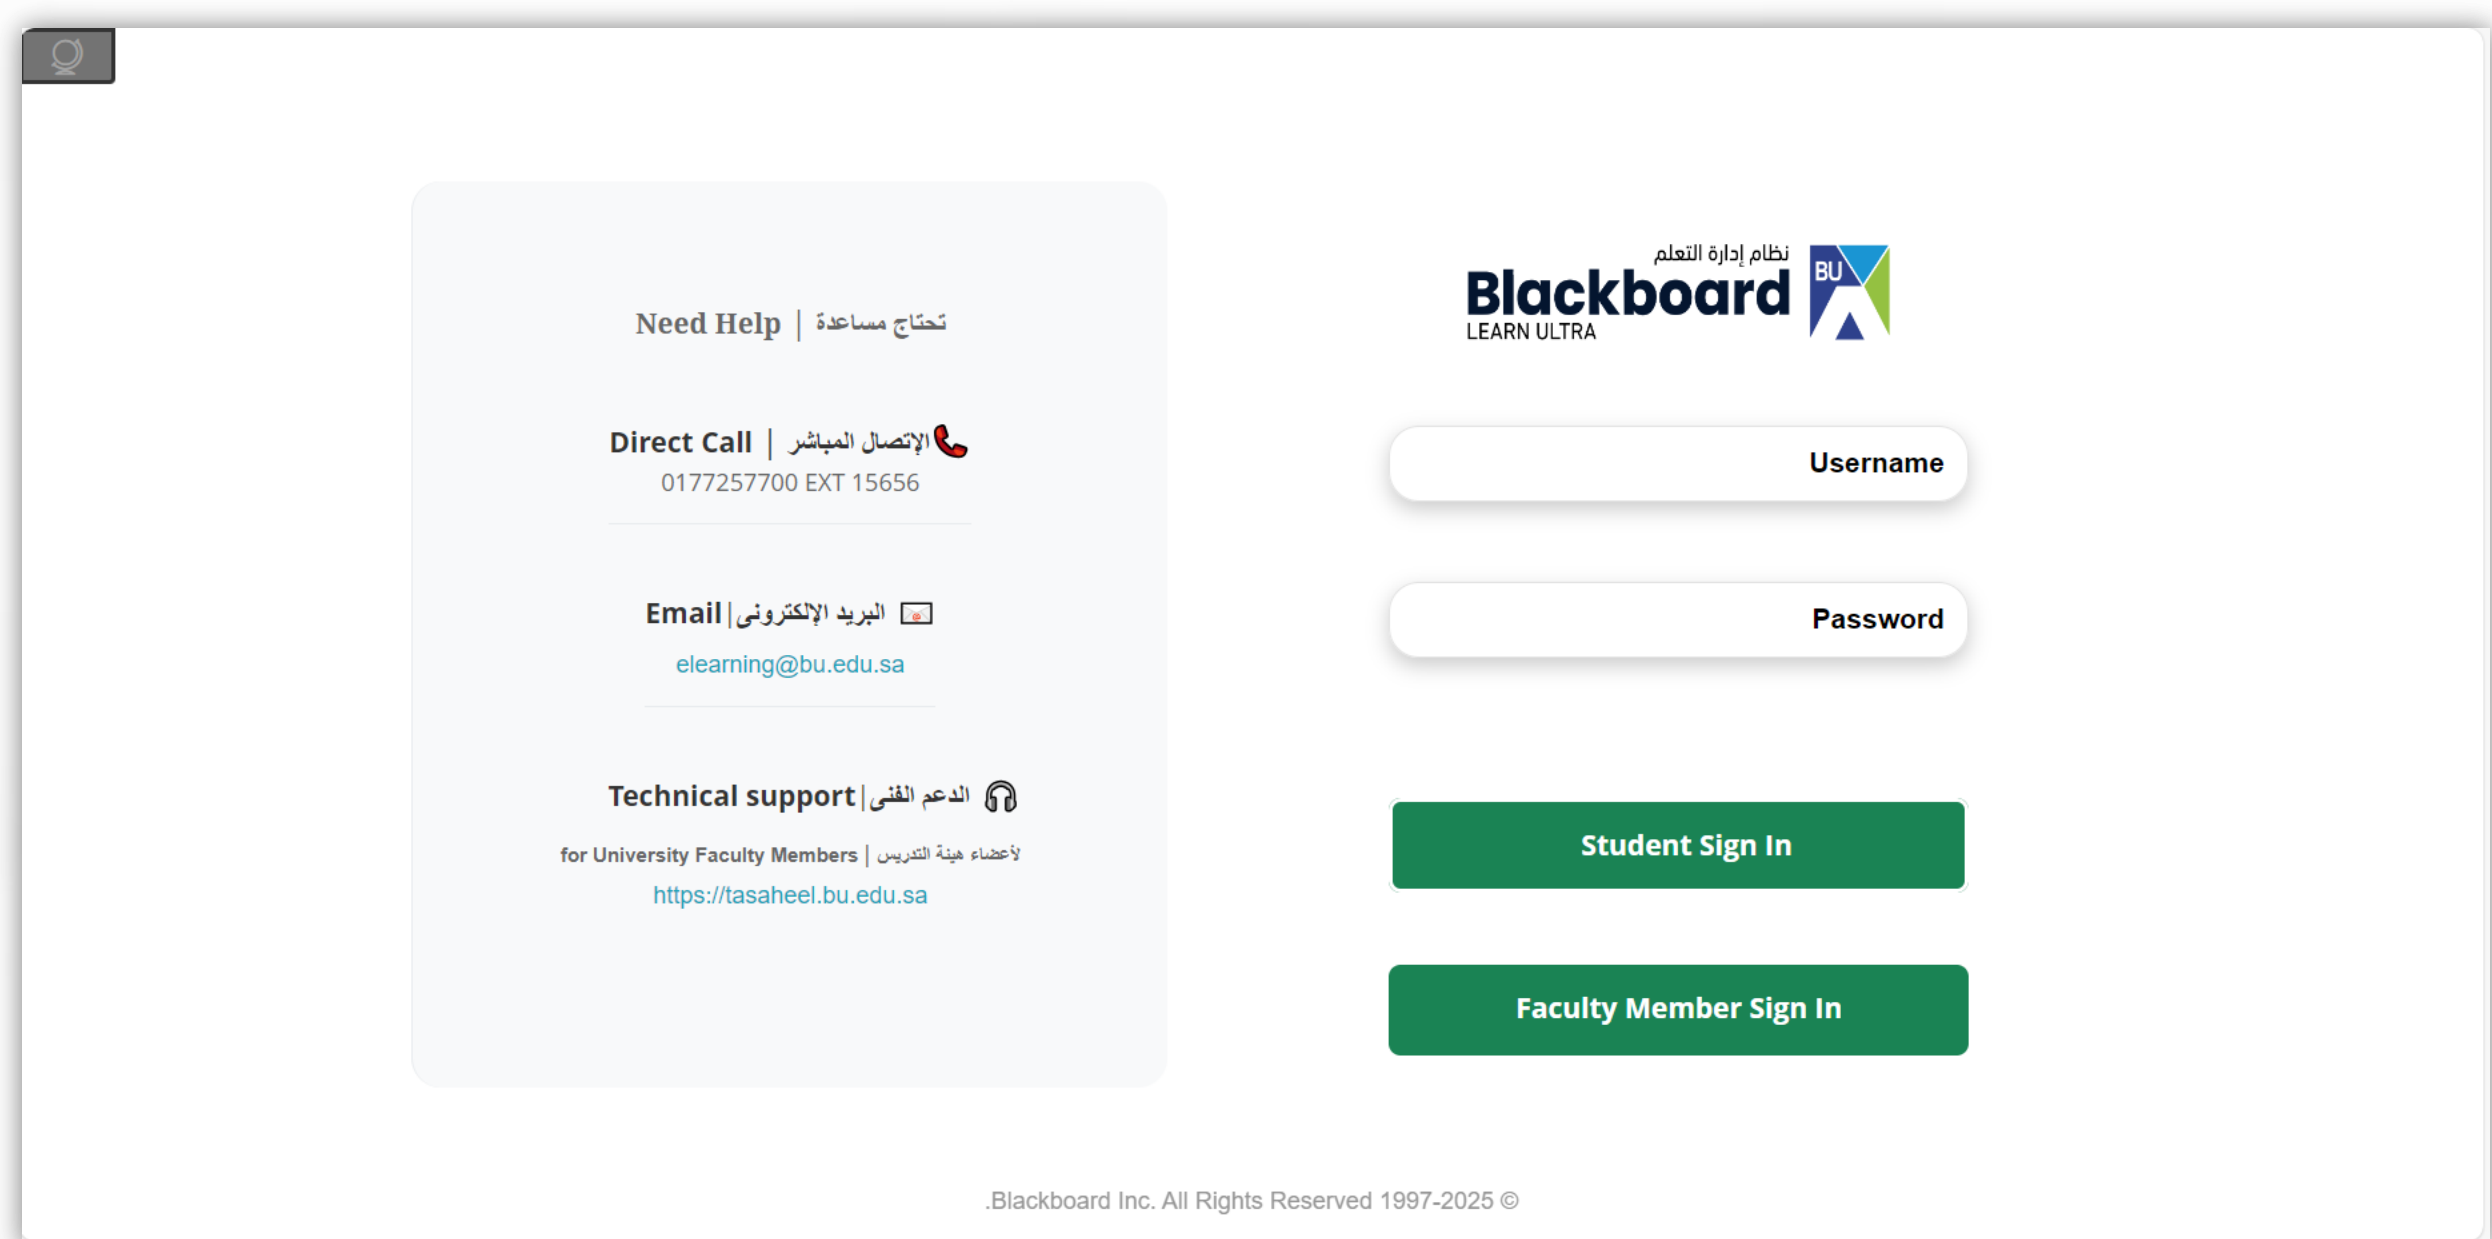 تحتاج مساعدة | Need Help
الإتصال المباشر | Direct Call
0177257700 EXT 15656
البريد الإلكترونى|Email
elearning@bu.edu.sa
الدعم الفنى|Technical support
لأعضاء هيئة التدريس | for University Faculty Members
https://tasaheel.bu.edu.sa
نظام إدارة التعلم
Blackboard
LEARN ULTRA
BU
Username
Password
Student Sign In
Faculty Member Sign In
.Blackboard Inc. All Rights Reserved 1997-2025 ©